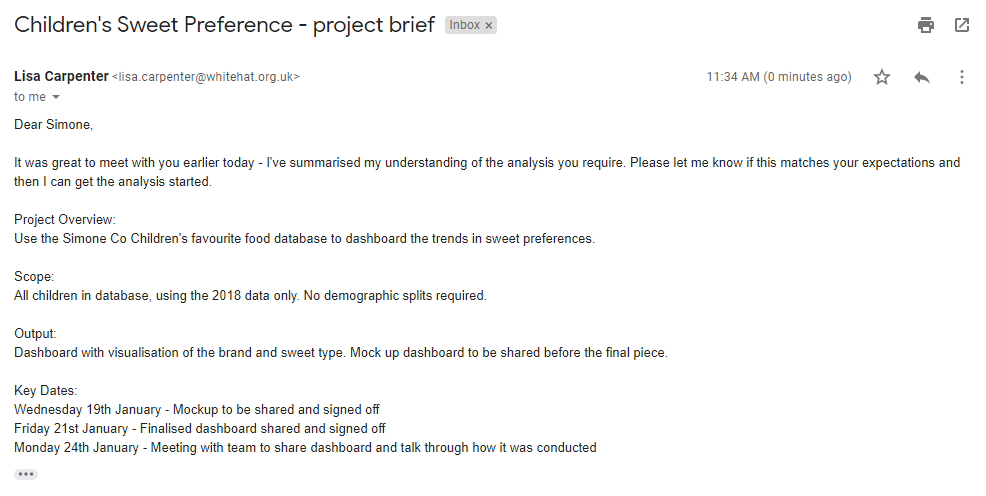 Children's Sweet Preference - project brief Inbox x
Lisa Carpenter <lisa.carpenter@whitehat.org.uk> 11:34 AM (0 minutes ago)
to me
Dear Simone,
It was great to meet with you earlier today - I've summarised my understanding of the analysis you require. Please let me know if this matches your expectations and
then I can get the analysis started.
Project Overview:
Use the Simone Co Children's favourite food database to dashboard the trends in sweet preferences.
Scope:
All children in database, using the 2018 data only. No demographic splits required.
Output:
Dashboard with visualisation of the brand and sweet type. Mock up dashboard to be shared before the final piece.
Key Dates:
Wednesday 19th January - Mockup to be shared and signed off
Friday 21st January - Finalised dashboard shared and signed off
Monday 24th January - Meeting with team to share dashboard and talk through how it was conducted